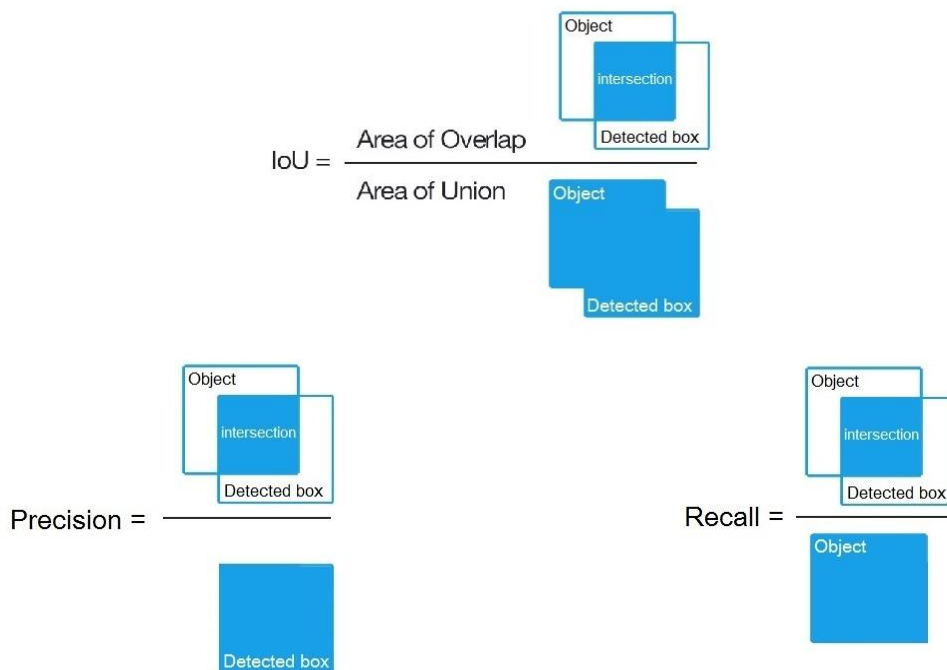 Object
intersection
Detected box
IoU =
Area of Overlap
Area of Union
Object
Detected box
Object
intersection
Detected box
Precision =
Detected box
Object
intersection
Detected box
Recall =
Object